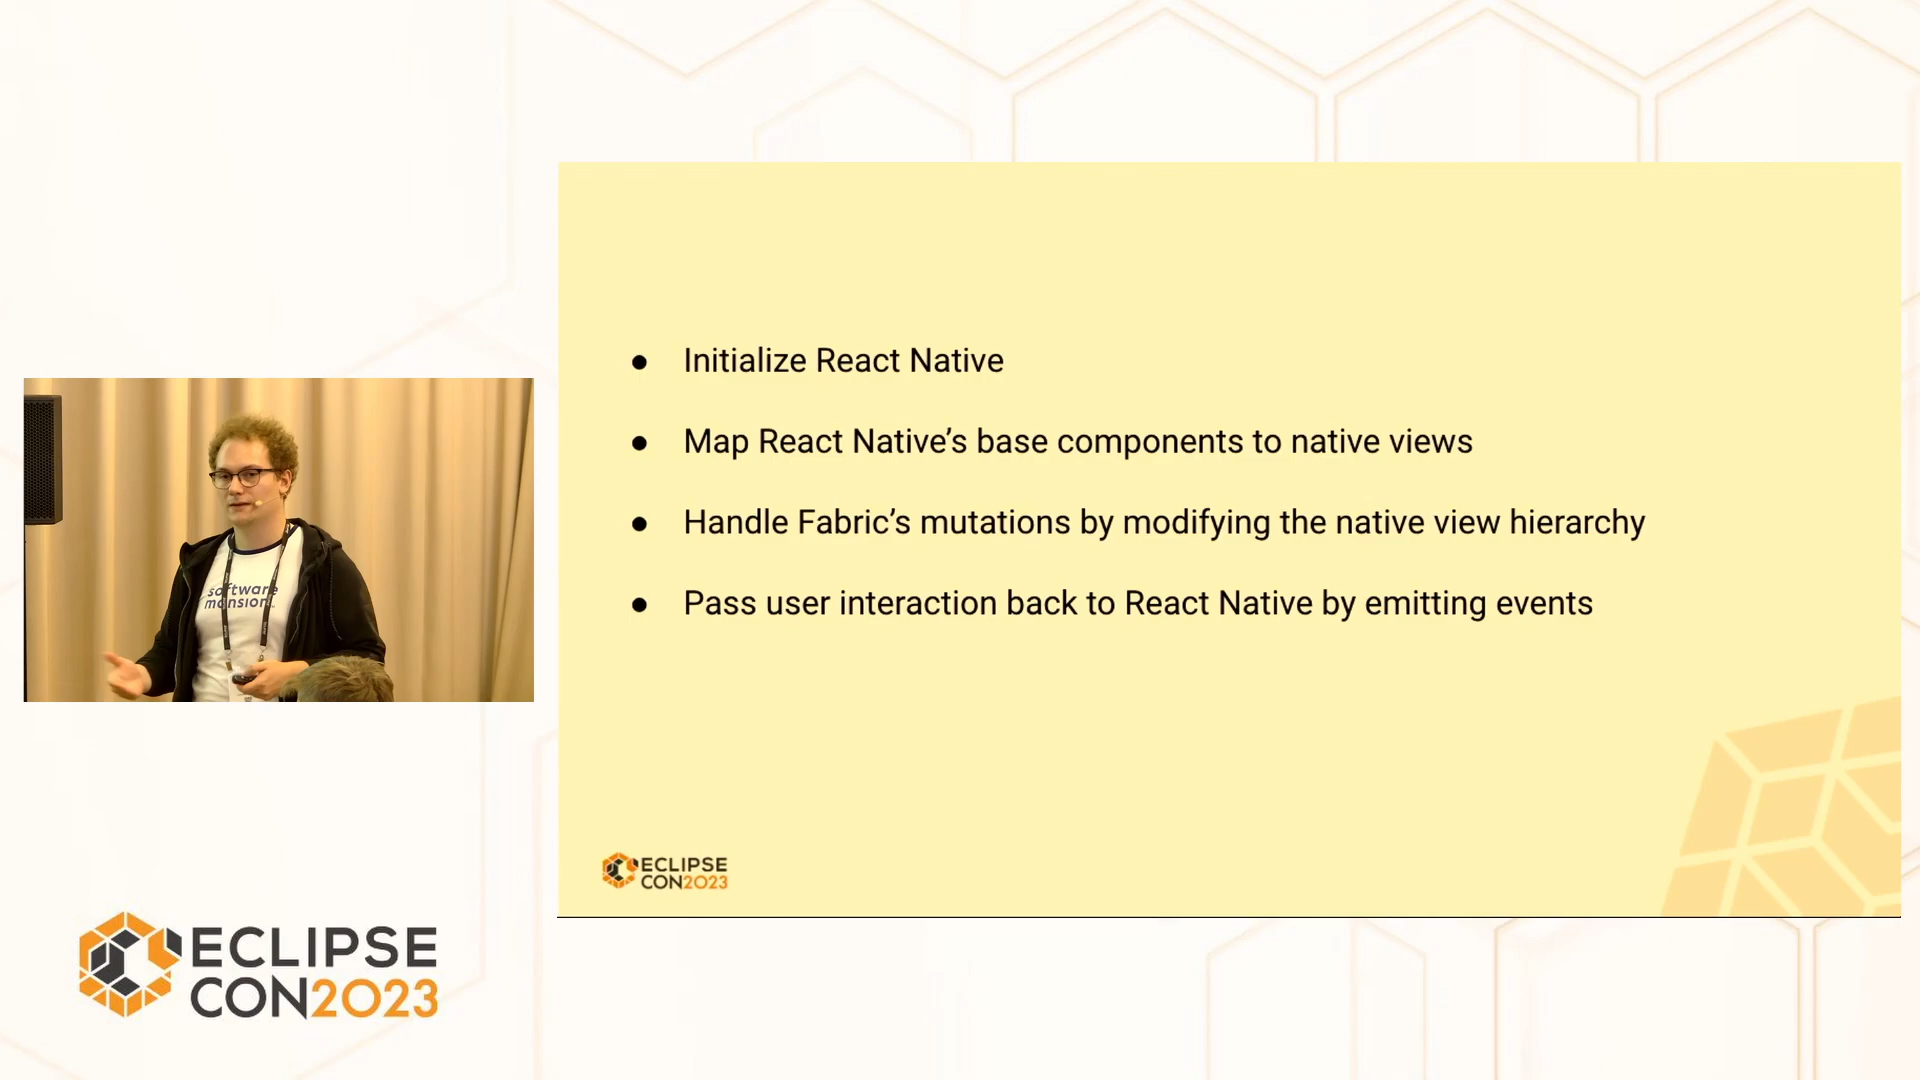 ● Initialize React Native
● Map React Native’s base components to native views
● Handle Fabric’s mutations by modifying the native view hierarchy
● Pass user interaction back to React Native by emitting events
ECLIPSE
CON2023
software
mansion
ECLIPSE
CON2023